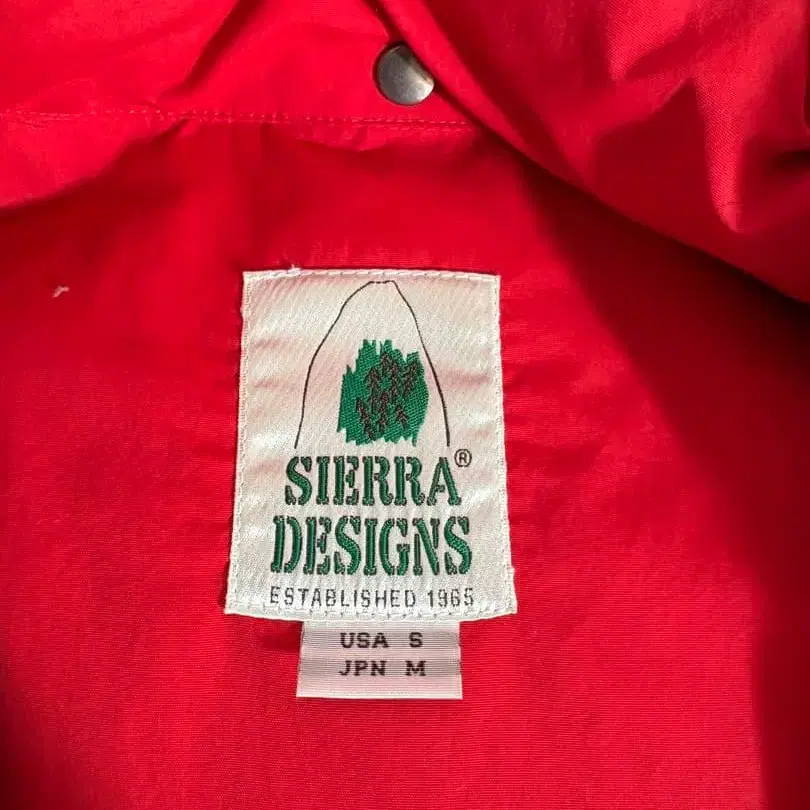 SIERRA®
DESIGNS
ESTABLISHED 1965
USA S
JPN M